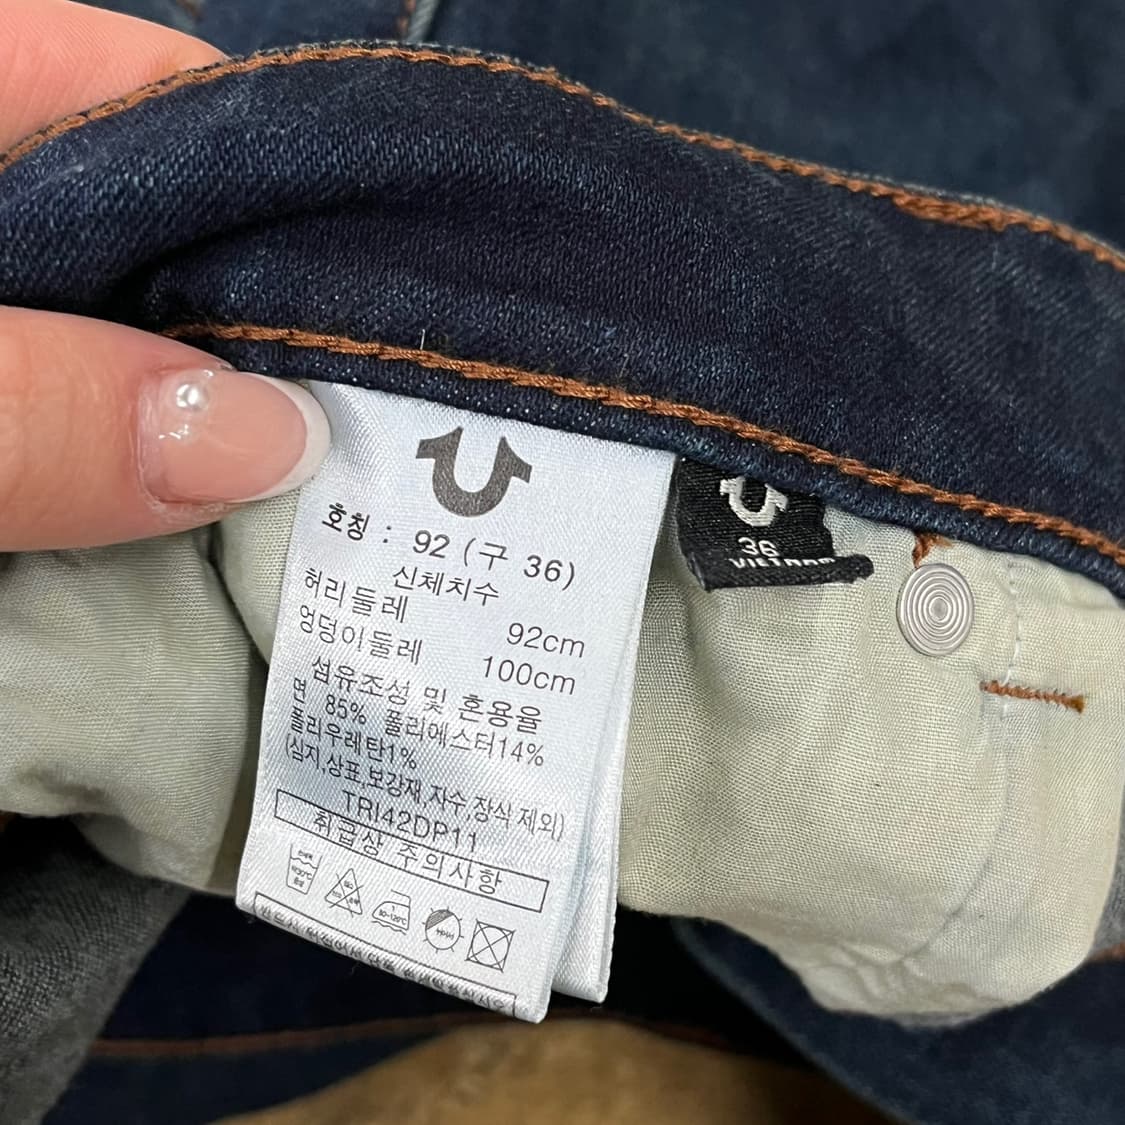 호칭 : 92 (구 36)
신체치수
허리둘레 92cm
엉덩이둘레 100cm
섬유조성 및 혼용율
면 85% 폴리에스터14%
폴리우레탄1%
(심지,상표,보강재,자수,장식 제외)
TRI42DP11
취급상 주의사항
80~120℃
36
VIETNAM